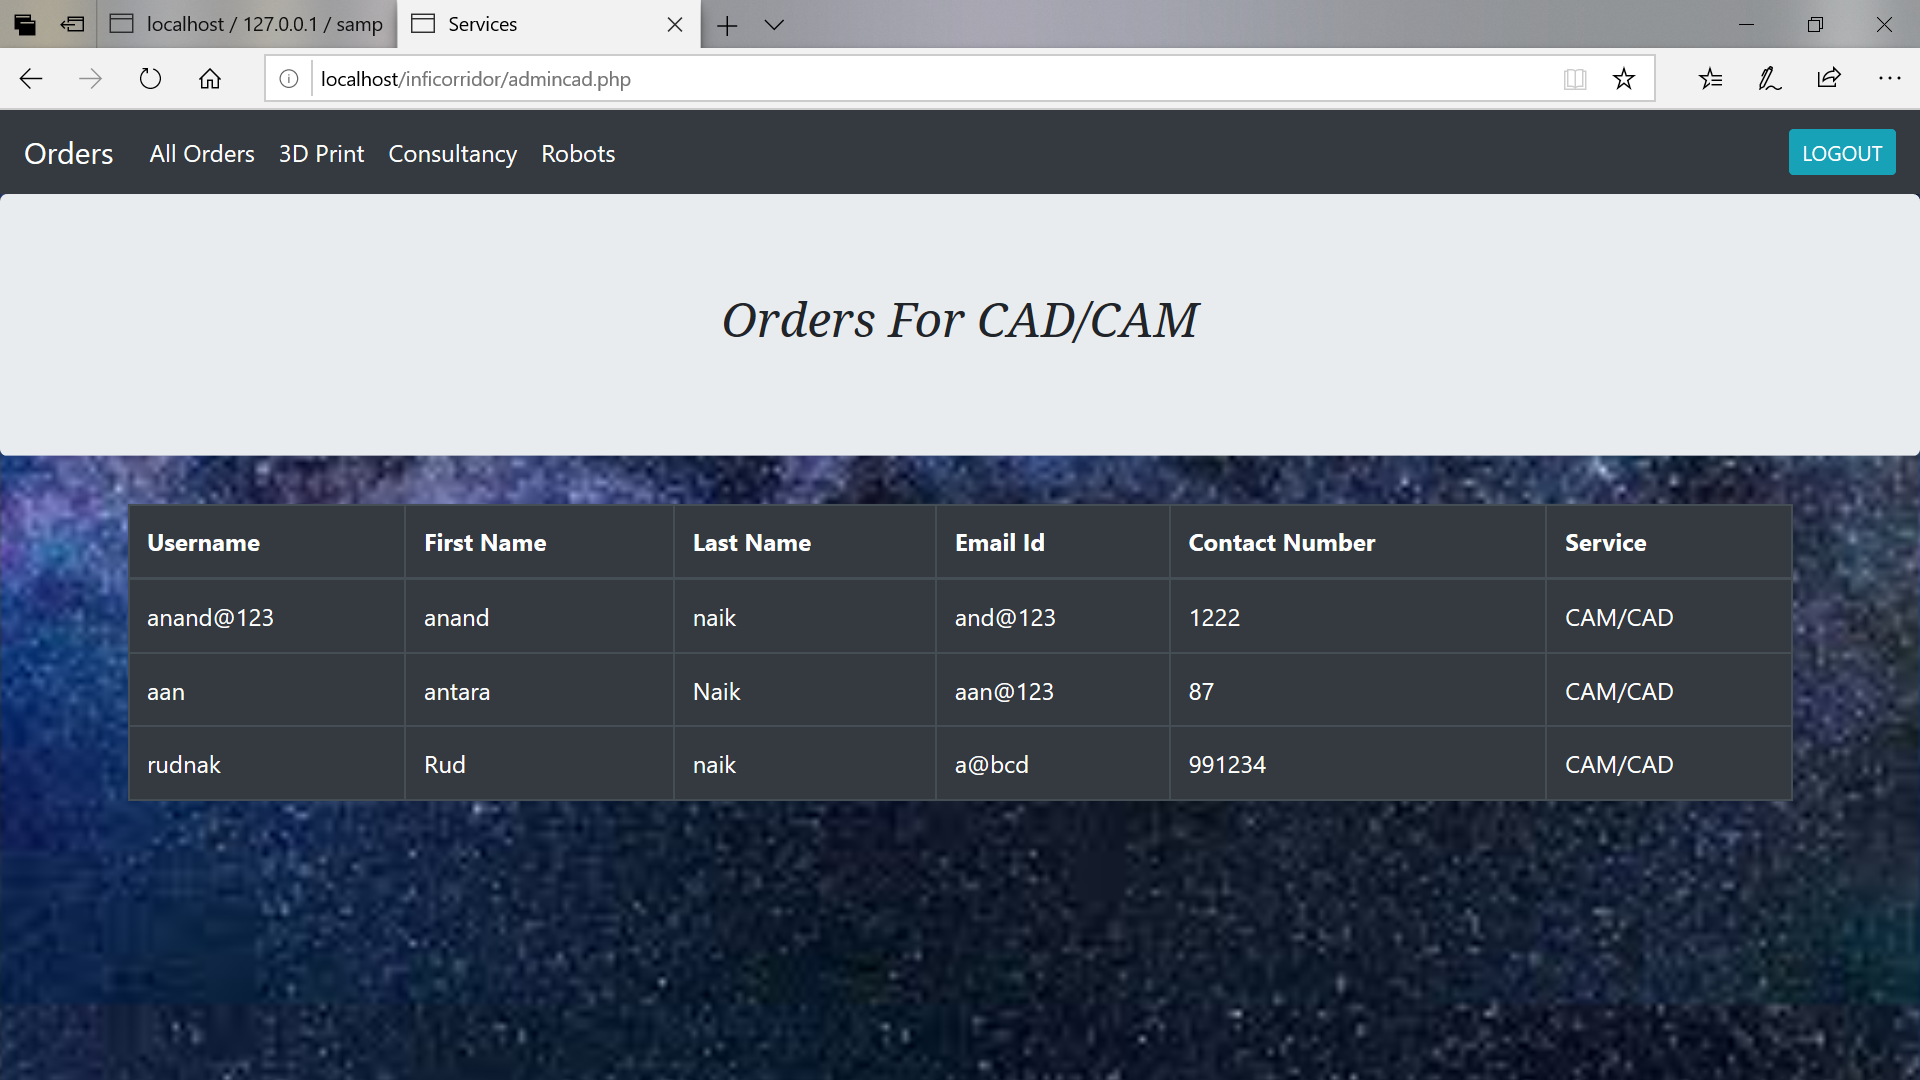 localhost / 127.0.0.1 / samp
Services
localhost/inficorridor/admincad.php
Orders All Orders 3D Print Consultancy Robots LOGOUT
Orders For CAD/CAM
Username First Name Last Name Email Id Contact Number Service
anand@123 anand naik and@123 1222 CAM/CAD
aan antara Naik aan@123 87 CAM/CAD
rudnak Rud naik a@bcd 991234 CAM/CAD